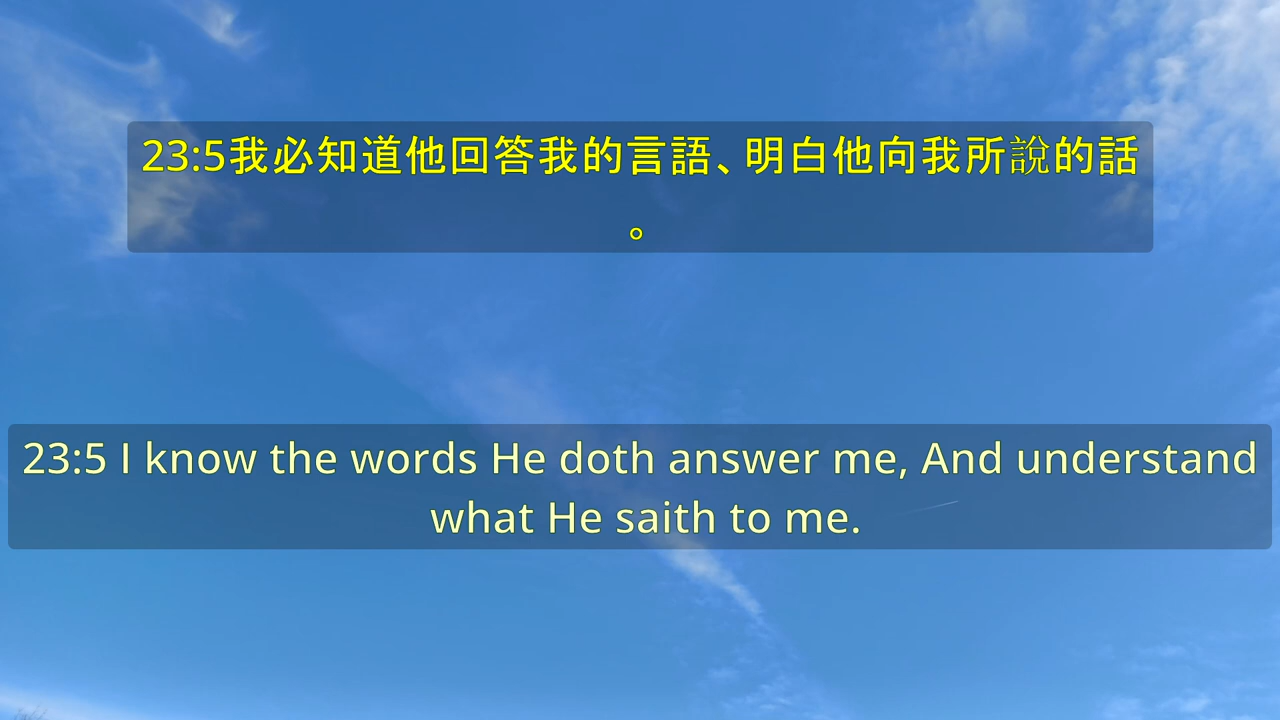 23:5我必知道他回答我的言語、明白他向我所說的話
。
23:5 I know the words He doth answer me, And understand
what He saith to me.